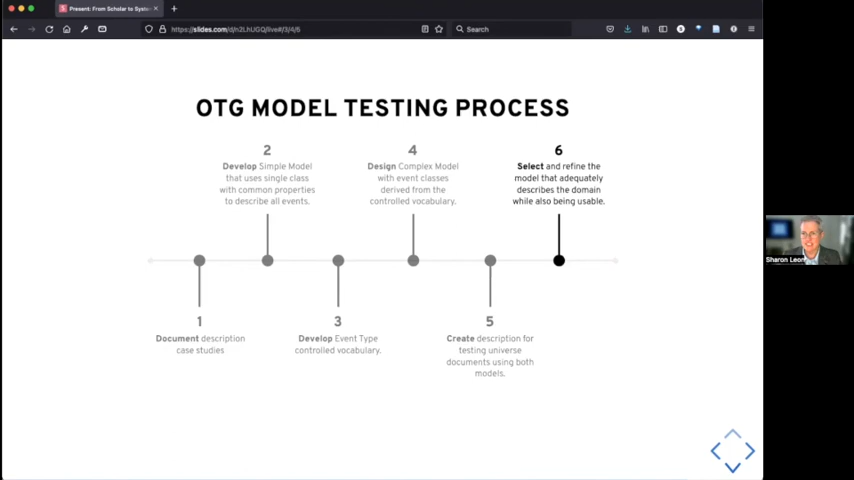 Present: From Scholar to Syste
https://slides.com/d/n2LhUGQ/live#/3/4/6
Search
OTG MODEL TESTING PROCESS
2
Develop Simple Model
that uses single class
with common properties
to describe all events.
4
Design Complex Model
with event classes
derived from the
controlled vocabulary.
6
Select and refine the
model that adequately
describes the domain
while also being usable.
1
Document description
case studies
3
Develop Event Type
controlled vocabulary.
5
Create description for
testing universe
documents using both
models.
Sharon Leon